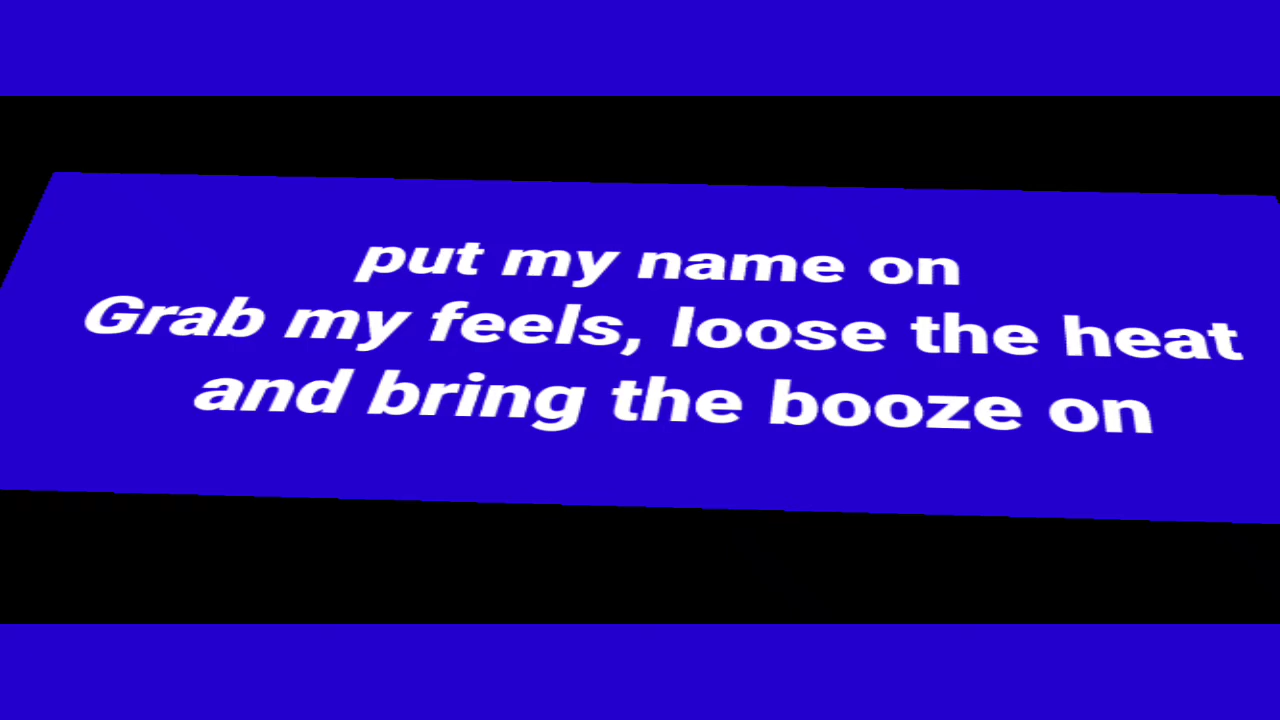 put my name on
Grab my feels, loose the heat
and bring the booze on